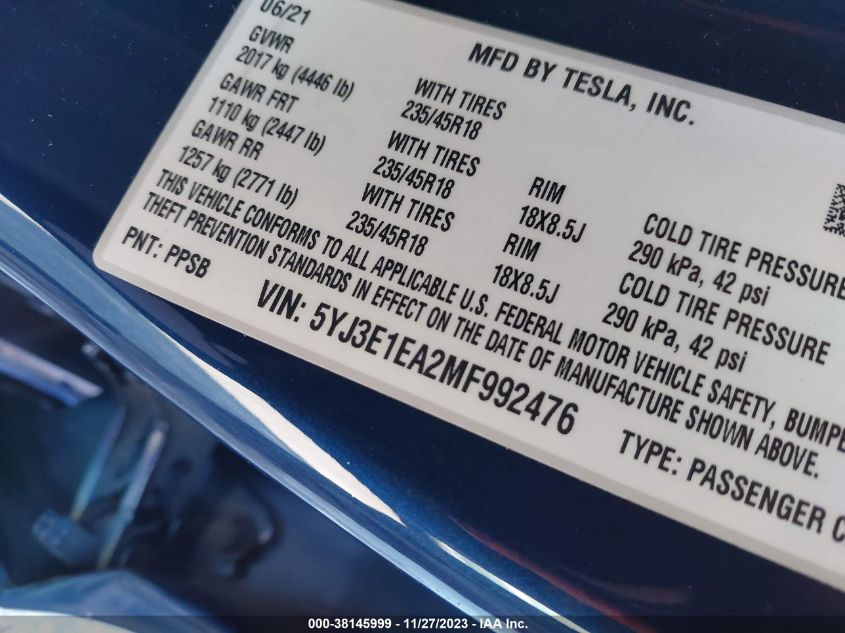 06/21
MFD BY TESLA, INC.
GVWR
2017 kg (4446 lb)
GAWR FRT
1110 kg (2447 lb)
WITH TIRES
235/45R18
GAWR RR
1257 kg (2771 lb)
WITH TIRES
235/45R18
RIM
18X8.5J
COLD TIRE PRESSURE
290 kPa, 42 psi
WITH TIRES
235/45R18
RIM
18X8.5J
COLD TIRE PRESSURE
290 kPa, 42 psi
THIS VEHICLE CONFORMS TO ALL APPLICABLE U.S. FEDERAL MOTOR VEHICLE SAFETY, BUMPE
THEFT PREVENTION STANDARDS IN EFFECT ON THE DATE OF MANUFACTURE SHOWN ABOVE.
PNT: PPSB
VIN: 5YJ3E1EA2MF992476
TYPE: PASSENGER C
000-38145999 - 11/27/2023 - IAA Inc.